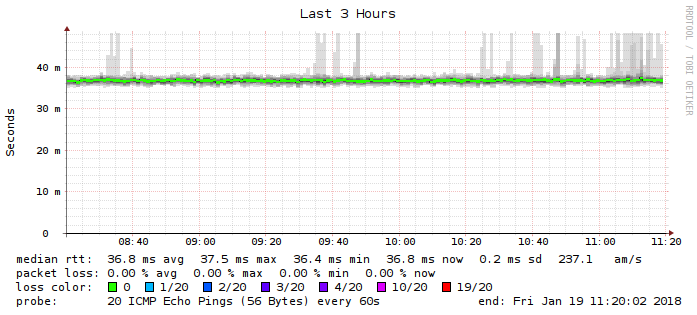 Last 3 Hours
RRDTOOL / TOBI OETIKER
Seconds
40 m
30 m
20 m
10 m
0
08:40 09:00 09:20 09:40 10:00 10:20 10:40 11:00 11:20
median rtt: 36.8 ms avg 37.5 ms max 36.4 ms min 36.8 ms now 0.2 ms sd 237.1 am/s
packet loss: 0.00 % avg 0.00 % max 0.00 % min 0.00 % now
loss color: 0 1/20 2/20 3/20 4/20 10/20 19/20
probe: 20 ICMP Echo Pings (56 Bytes) every 60s end: Fri Jan 19 11:20:02 2018